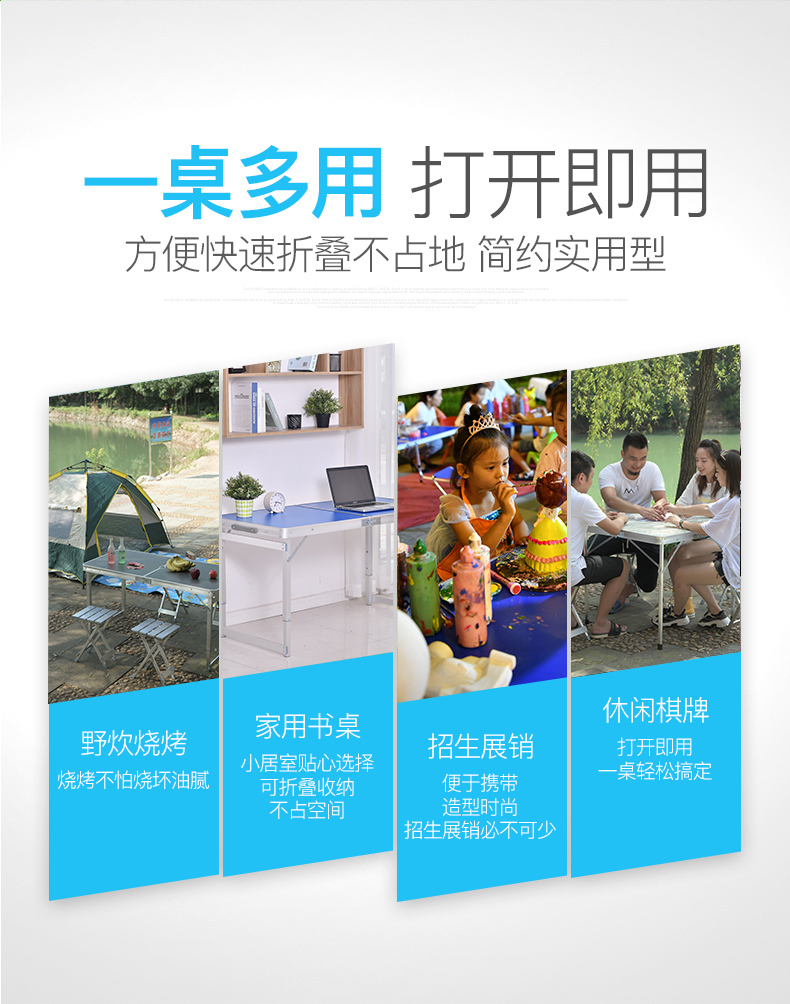 一桌多用 打开即用
方便快速折叠不占地 简约实用型
野炊烧烤
烧烤不怕烧坏油腻
家用书桌
小居室贴心选择
可折叠收纳
不占空间
招生展销
便于携带
造型时尚
招生展销必不可少
休闲棋牌
打开即用
一桌轻松搞定